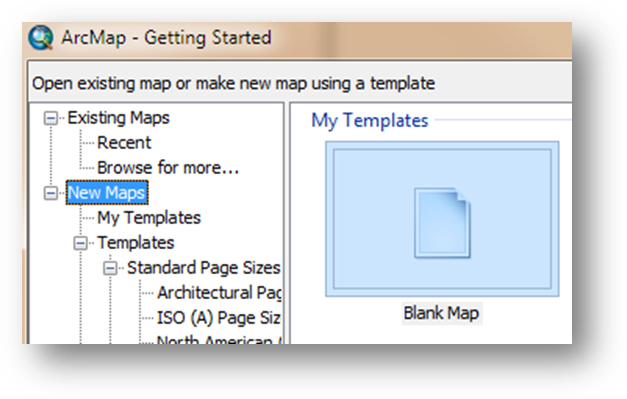 ArcMap - Getting Started
Open existing map or make new map using a template
Existing Maps
Recent
Browse for more...
New Maps
My Templates
Templates
Standard Page Sizes
Architectural Pag
ISO (A) Page Siz
North American
My Templates
Blank Map